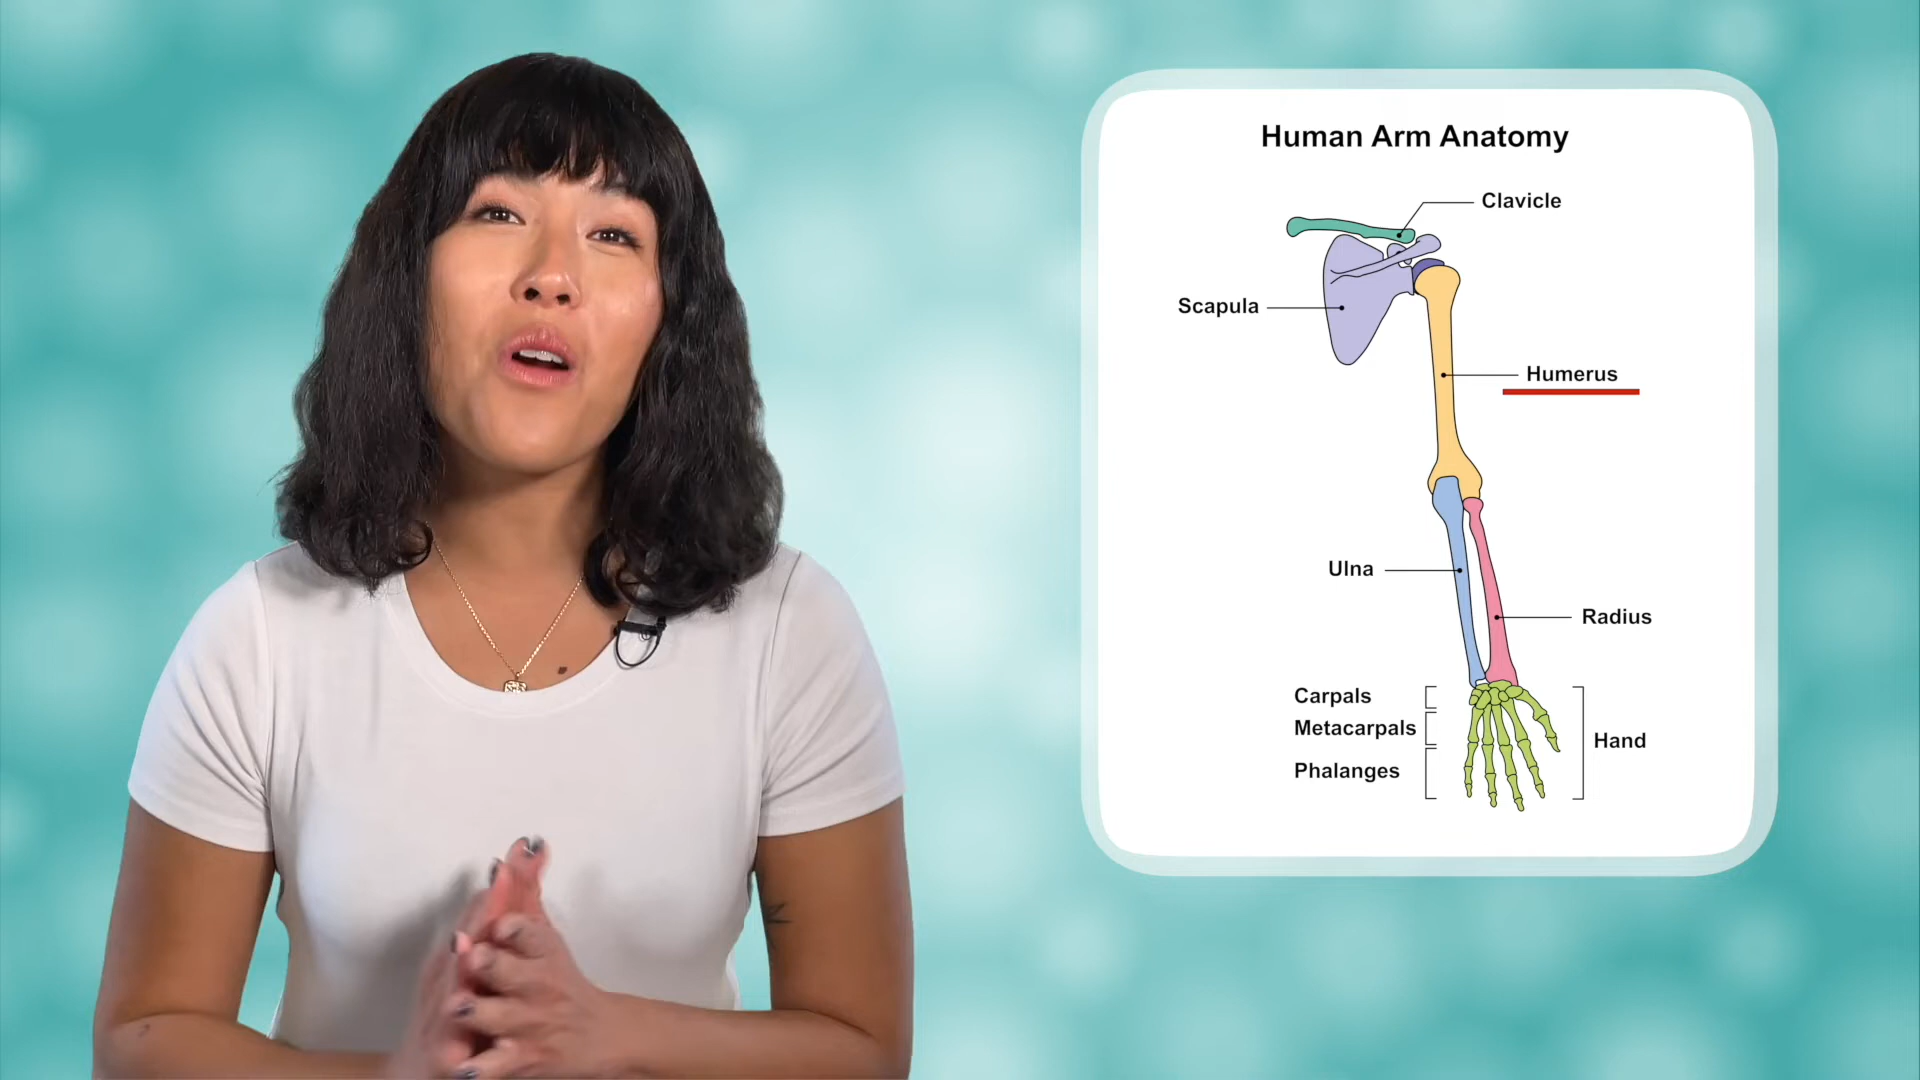 Human Arm Anatomy
Clavicle
Scapula
Humerus
Ulna
Radius
Carpals
Metacarpals
Hand
Phalanges